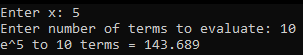 Enter x: 5
Enter number of terms to evaluate: 10
e^5 to 10 terms = 143.689